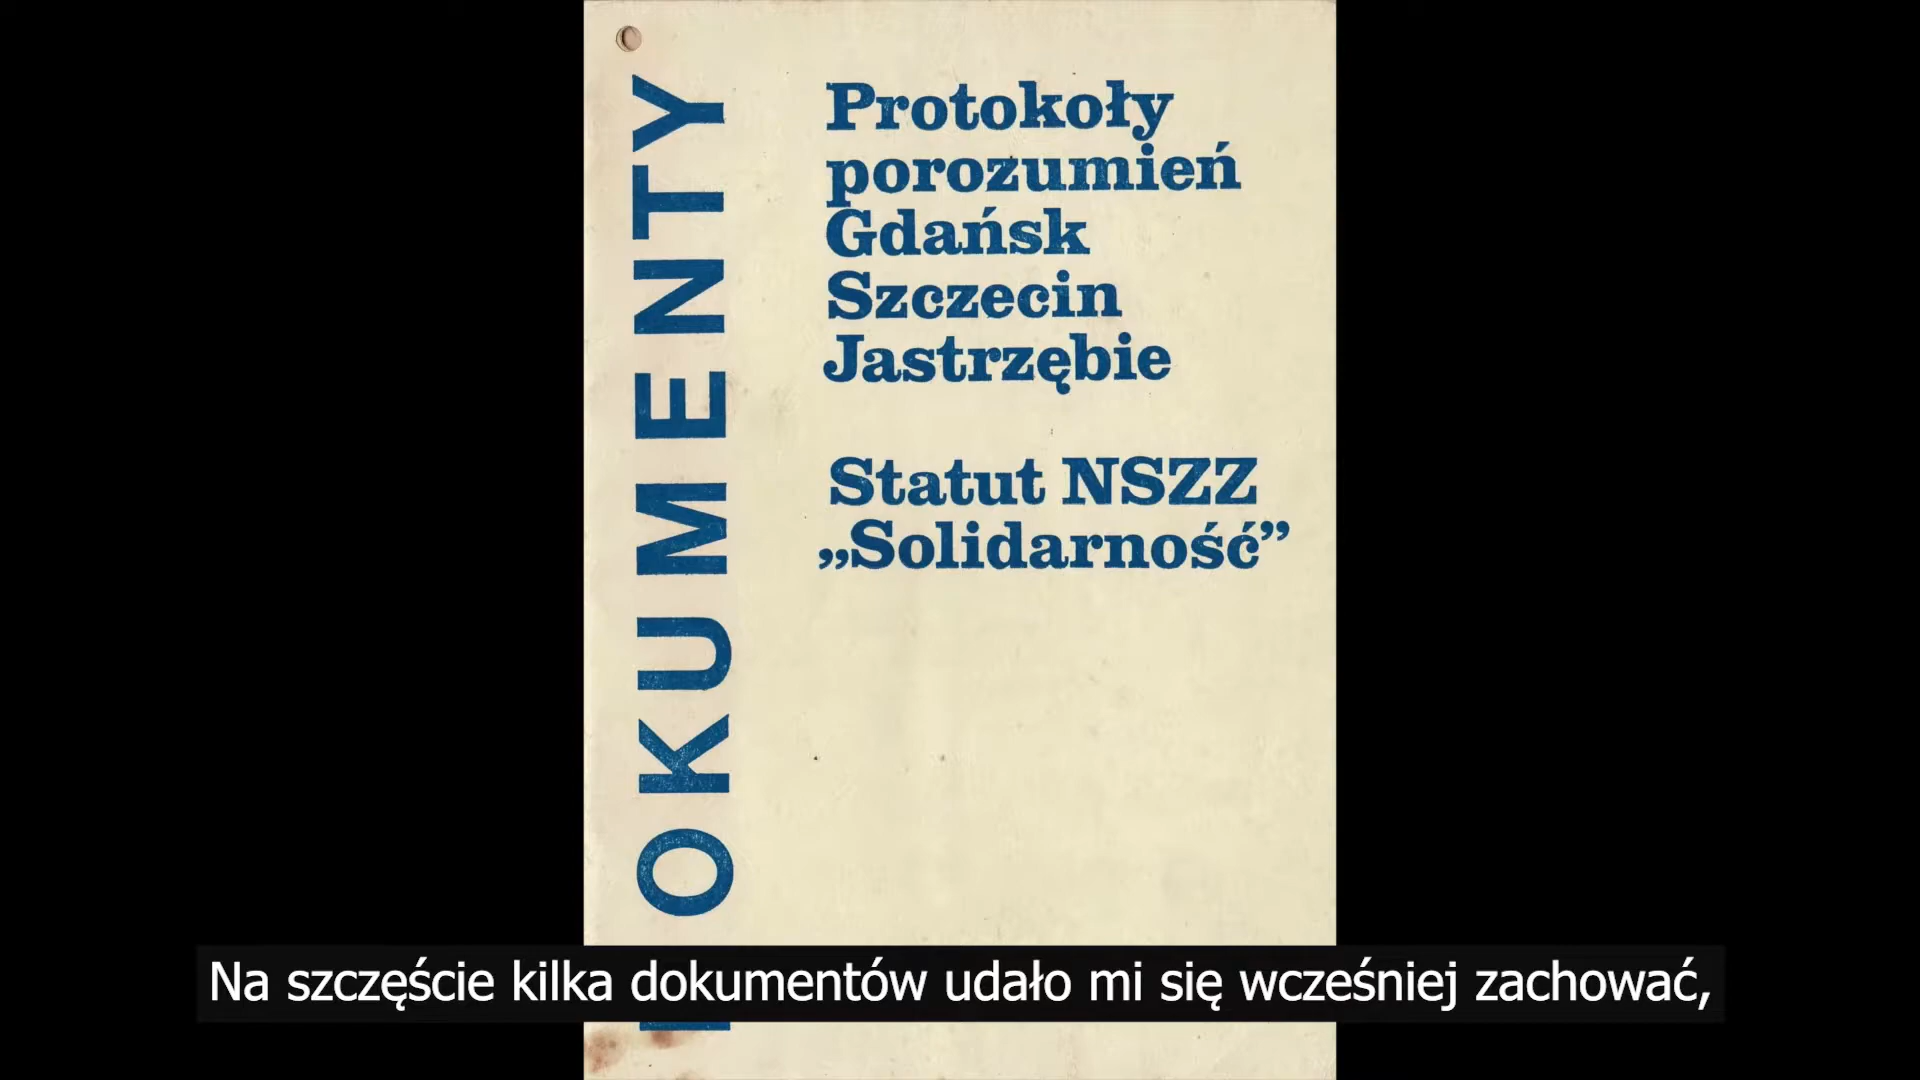 DOKUMENTY
Protokoły
porozumień
Gdańsk
Szczecin
Jastrzębie
Statut NSZZ
„Solidarność”
Na szczęście kilka dokumentów udało mi się wcześniej zachować,